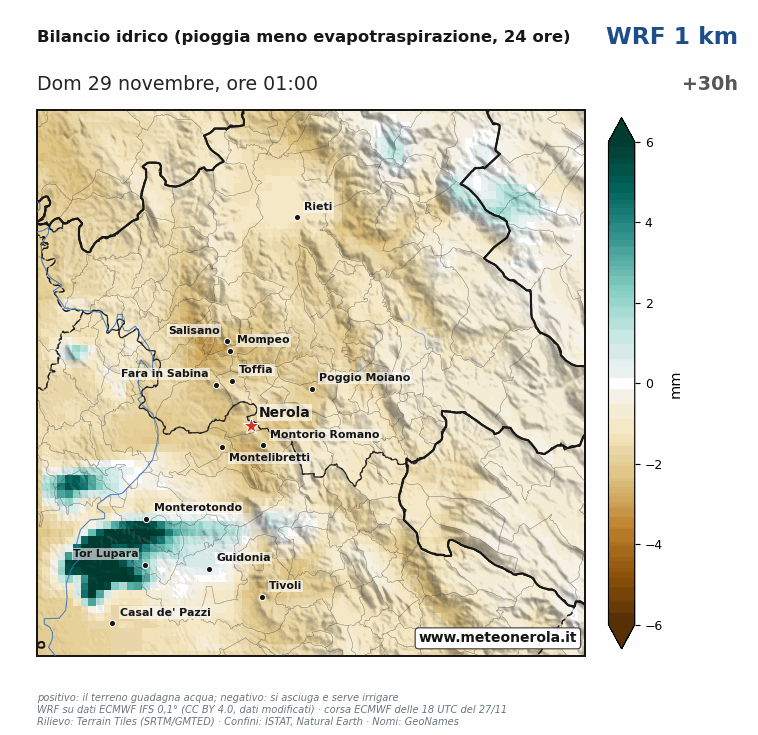 Bilancio idrico (pioggia meno evapotraspirazione, 24 ore)
WRF 1 km
Dom 29 novembre, ore 01:00
+30h
Rieti
Salisano
Mompeo
Fara in Sabina
Toffia
Poggio Moiano
Nerola
Montorio Romano
Montelibretti
Monterotondo
Tor Lupara
Guidonia
Tivoli
Casal de' Pazzi
www.meteonerola.it
6
4
2
0
−2
−4
−6
mm
positivo: il terreno guadagna acqua; negativo: si asciuga e serve irrigare
WRF su dati ECMWF IFS 0,1° (CC BY 4.0, dati modificati) · corsa ECMWF delle 18 UTC del 27/11
Rilievo: Terrain Tiles (SRTM/GMTED) · Confini: ISTAT, Natural Earth · Nomi: GeoNames